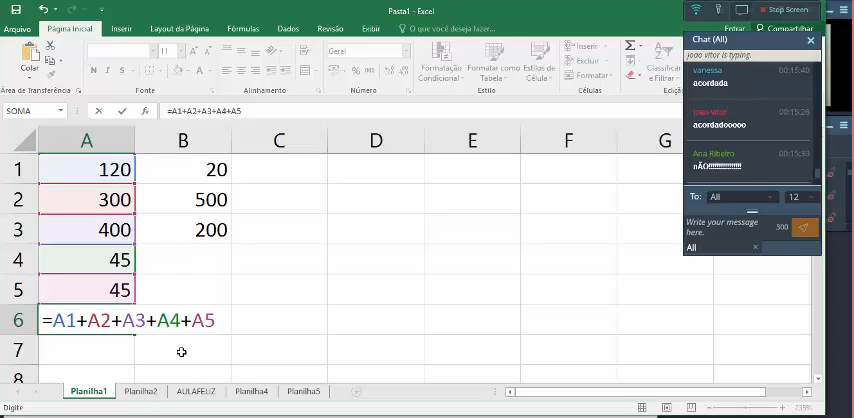 Pasta1 - Excel
Stop Screen
Arquivo Página Inicial Inserir Layout da Página Fórmulas Dados Revisão Exibir O que você deseja fazer... Entrar Compartilhar
Colar
N I S
11
Geral
Formatação Condicional
Formatar como Tabela
Estilos de Célula
Inserir
Excluir
Formatar
Classificar e Filtrar
Área de Transferência Fonte Alinhamento Número Estilo Células
SOMA fx =A1+A2+A3+A4+A5
A B C D E F G
1 120 20
2 300 500
3 400 200
4 45
5 45
6 =A1+A2+A3+A4+A5
7
8
Planilha1 Planilha2 AULAFELIZ Planilha4 Planilha5
Digite 235%
Chat (All)
joao vitor is typing.
vanessa 00:15:40
acordada
joao vitor 00:15:26
acordadooooo
Ana Ribeiro 00:15:33
To: All 12
Write your message here. 300
All